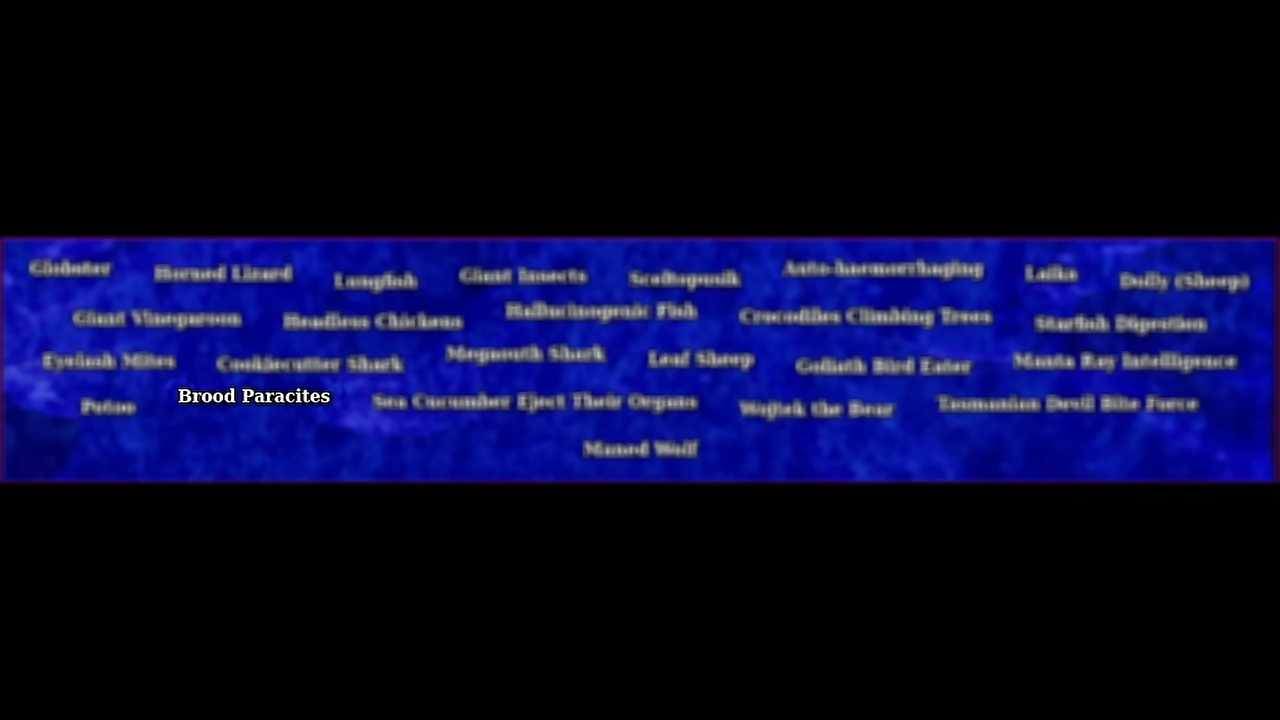 Horned Lizard Lungfish Giant Insects Auto-haemorrhaging Laika Dolly (Sheep)
Giant Vinegaroon Headless Chickens Hallucinogenic Fish Crocodiles Climbing Trees Starfish Digestion
Eyelash Mites Cookiecutter Shark Megmouth Shark Leaf Sheep Goliath Bird Eater Manta Ray Intelligence
Potoo Brood Paracites Sea Cucumber Eject Their Organs Wojtek the Bear Tasmanian Devil Bite Force
Maned Wolf